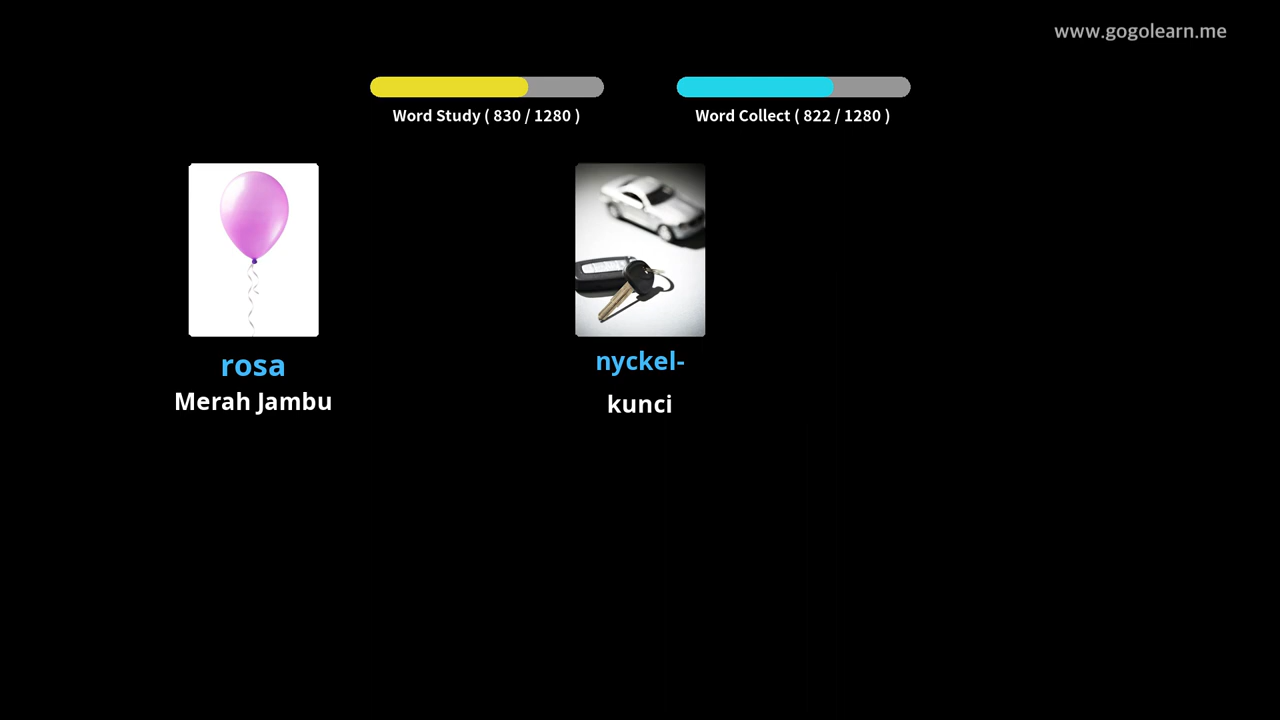 www.gogolearn.me
Word Study ( 830 / 1280 )
Word Collect ( 822 / 1280 )
rosa
Merah Jambu
nyckel-
kunci